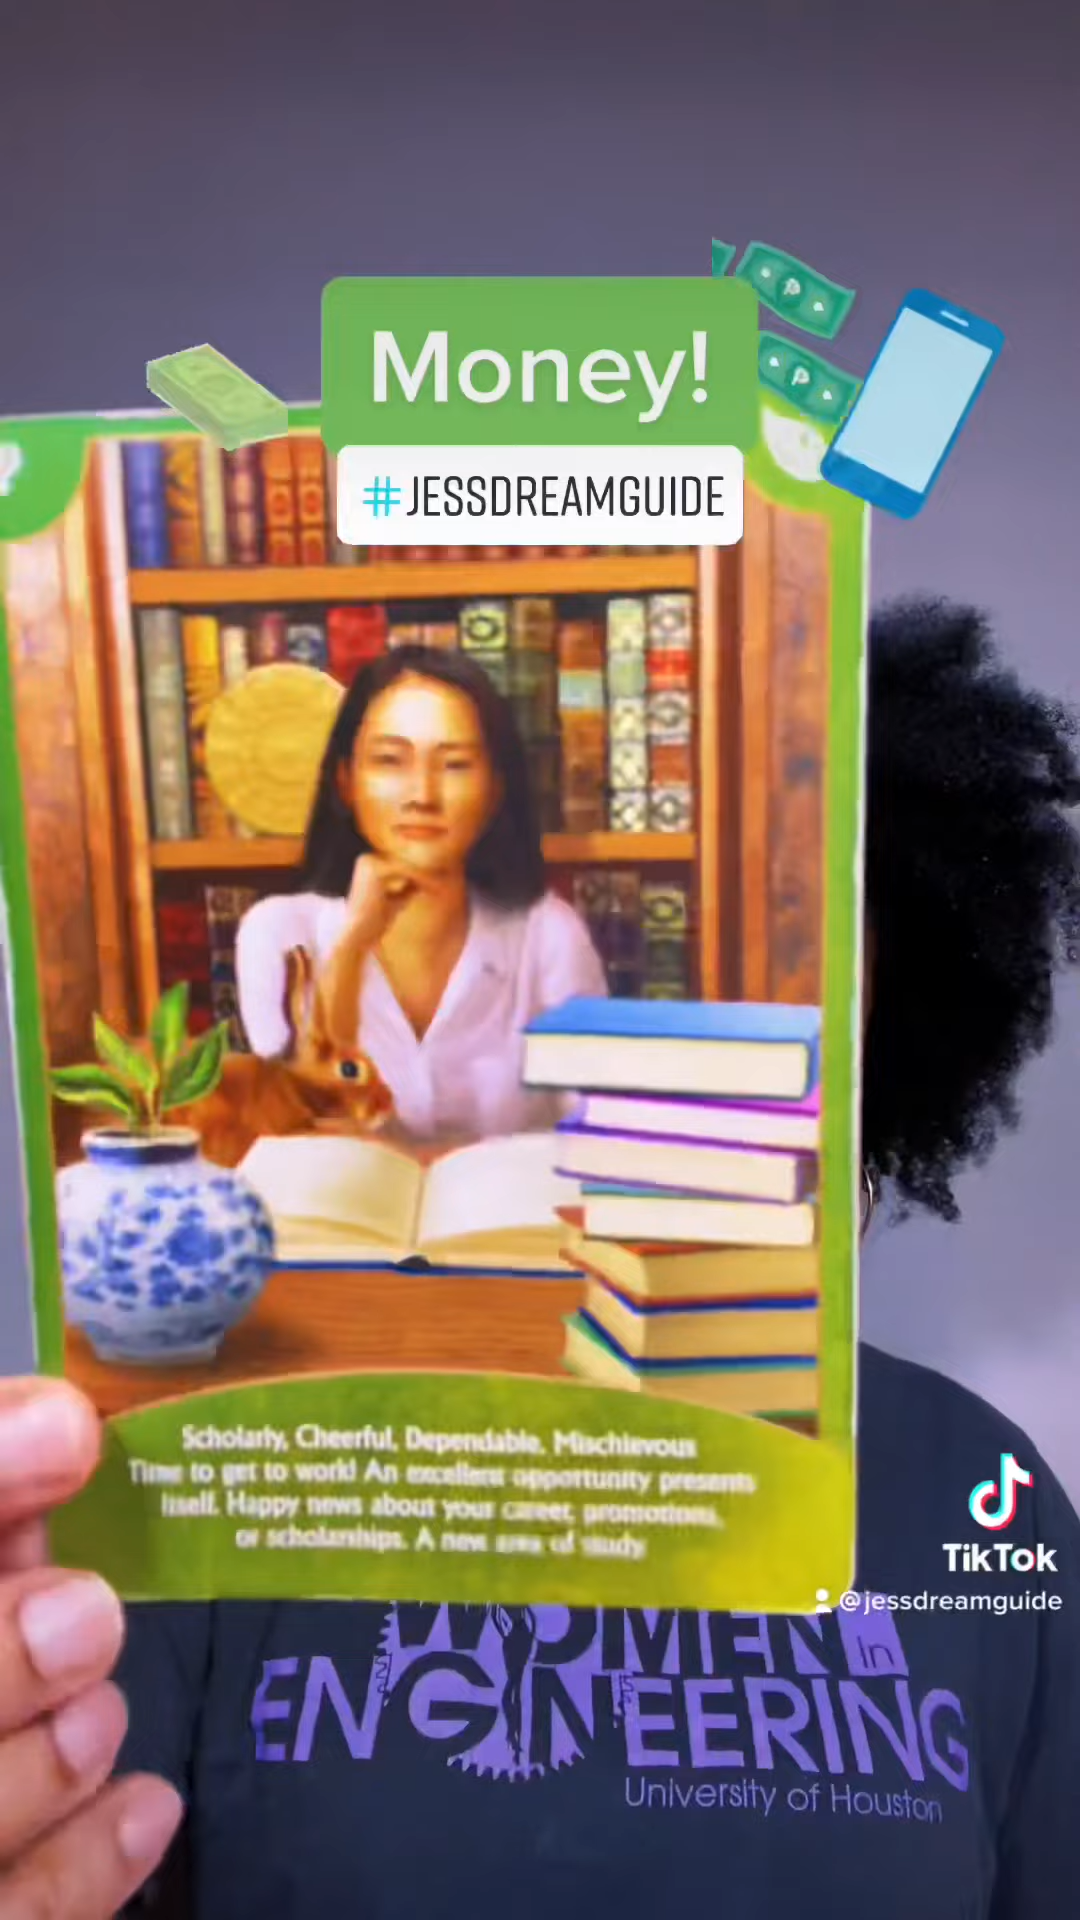 Money!
#JESSDREAMGUIDE
Scholarly, Cheerful, Dependable, Mischievous
Time to get to work! An excellent opportunity presents
itself. Happy news about your career, promotions,
or scholarships. A new area of study.
TikTok
@jessdreamguide
WOMEN in
ENGINEERING
University of Houston